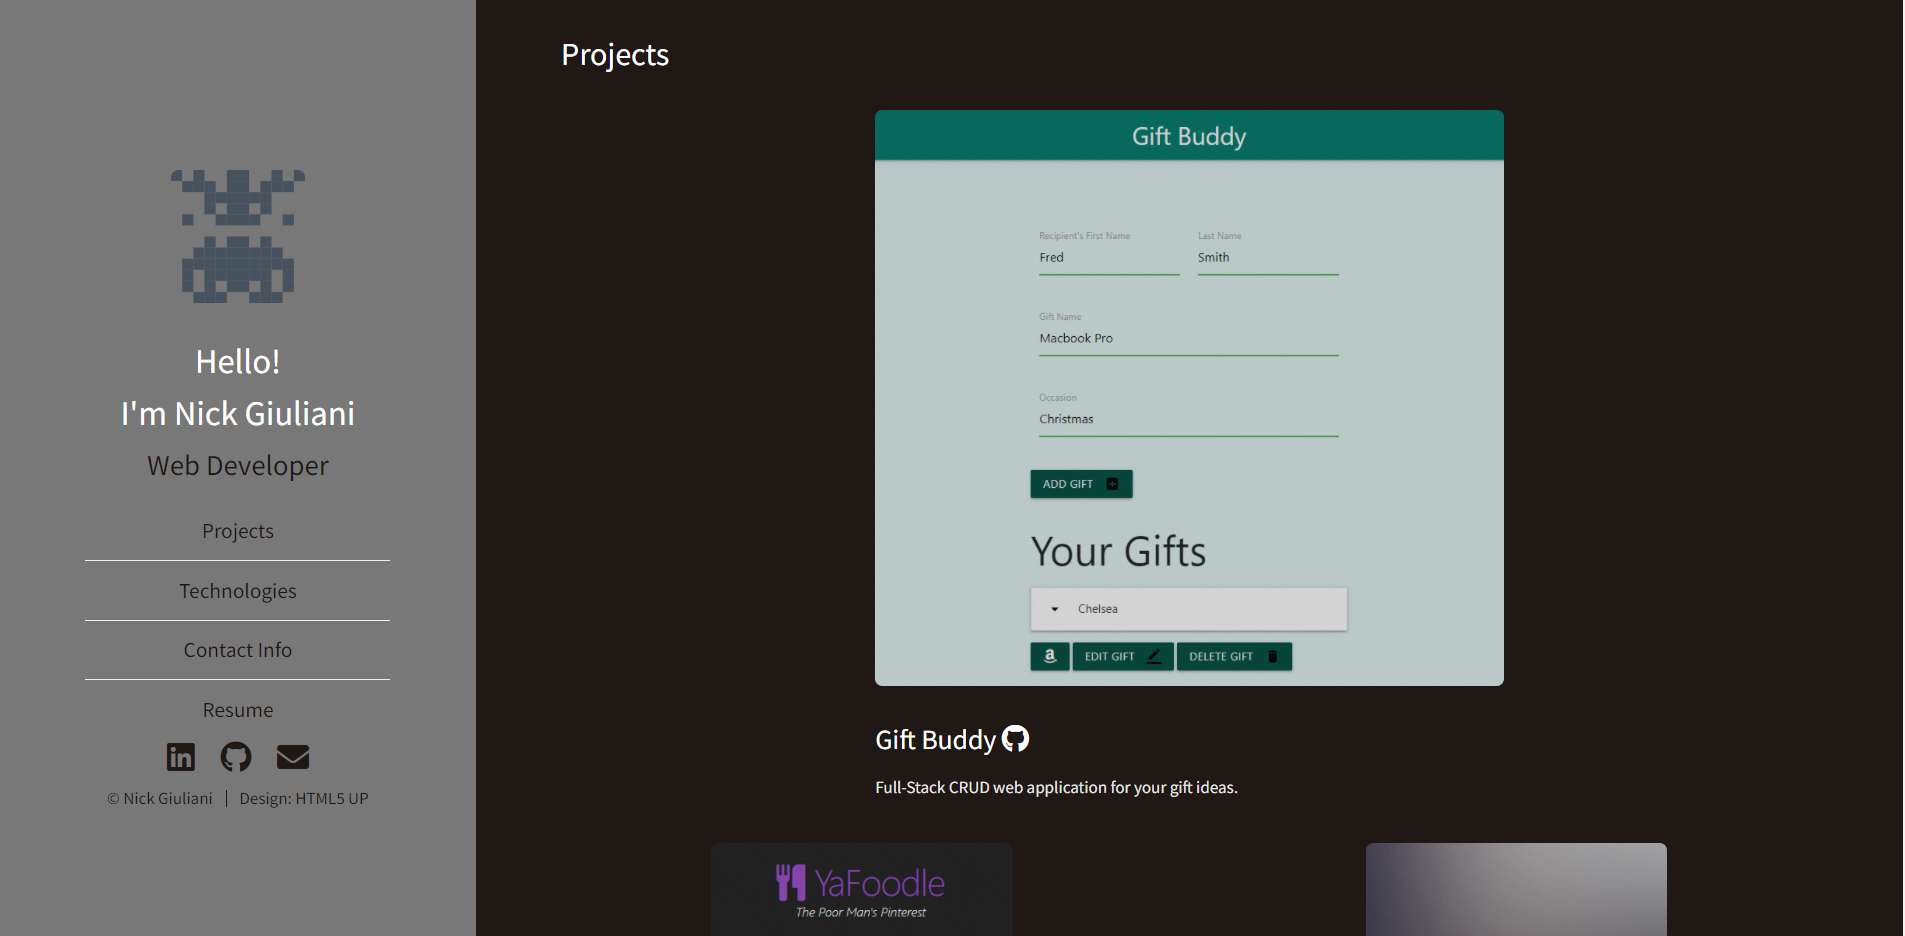 Hello!
I'm Nick Giuliani
Web Developer
Projects
Technologies
Contact Info
Resume
© Nick Giuliani | Design: HTML5 UP
Projects
Gift Buddy
Recipient's First Name Last Name
Fred Smith
Gift Name
Macbook Pro
Occasion
Christmas
ADD GIFT
Your Gifts
Chelsea
EDIT GIFT DELETE GIFT
Gift Buddy
Full-Stack CRUD web application for your gift ideas.
YaFoodle
The Poor Man's Pinterest